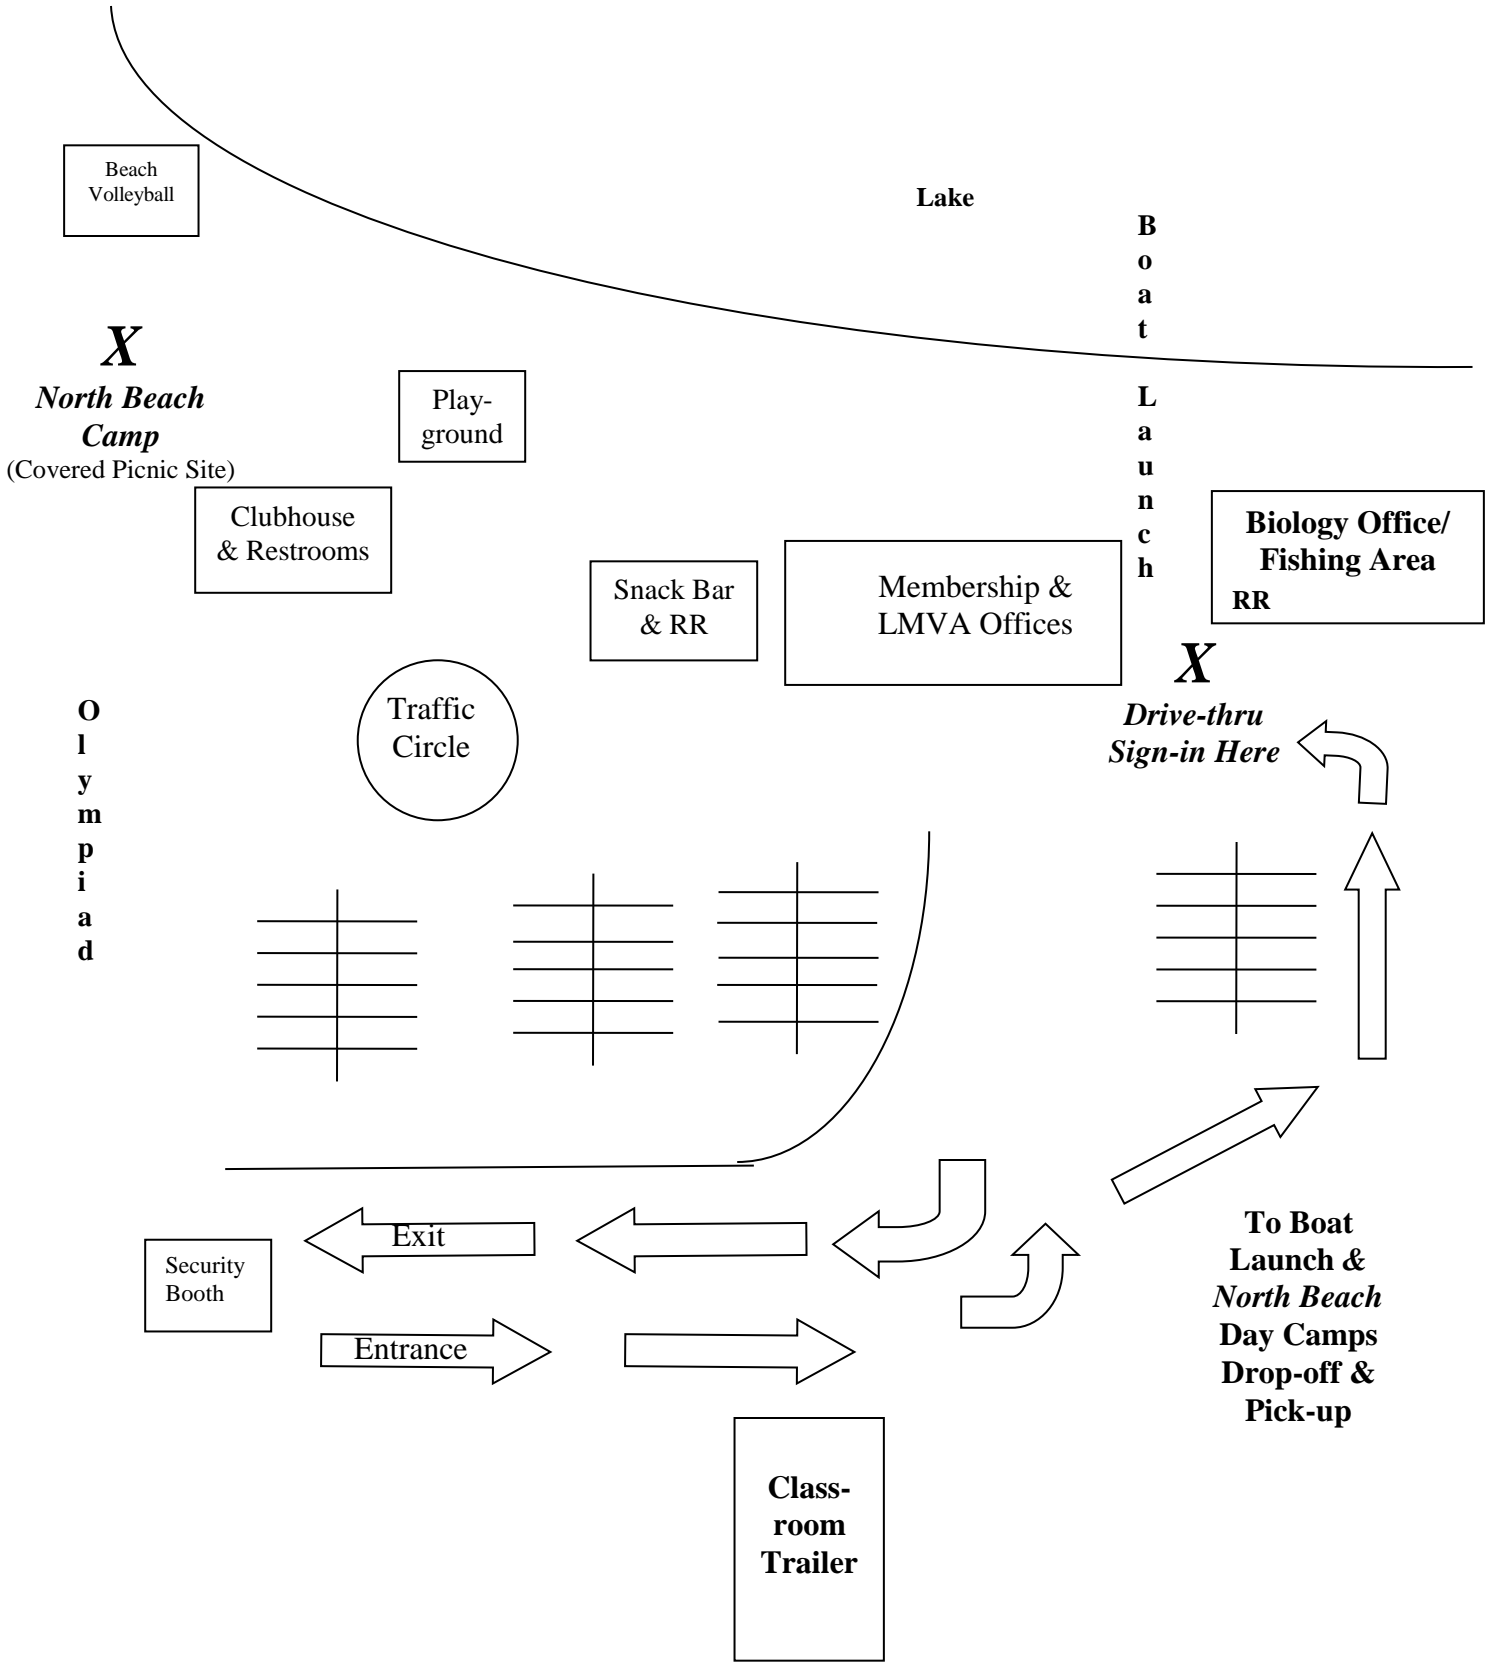 Beach
Volleyball
Lake
Boat
Launch
X
North Beach
Camp
(Covered Picnic Site)
Play-
ground
Clubhouse
& Restrooms
Snack Bar
& RR
Membership &
LMVA Offices
Biology Office/
Fishing Area
RR
X
Drive-thru
Sign-in Here
Olympiad
Traffic
Circle
Exit
Security
Booth
Entrance
To Boat
Launch &
North Beach
Day Camps
Drop-off &
Pick-up
Class-
room
Trailer